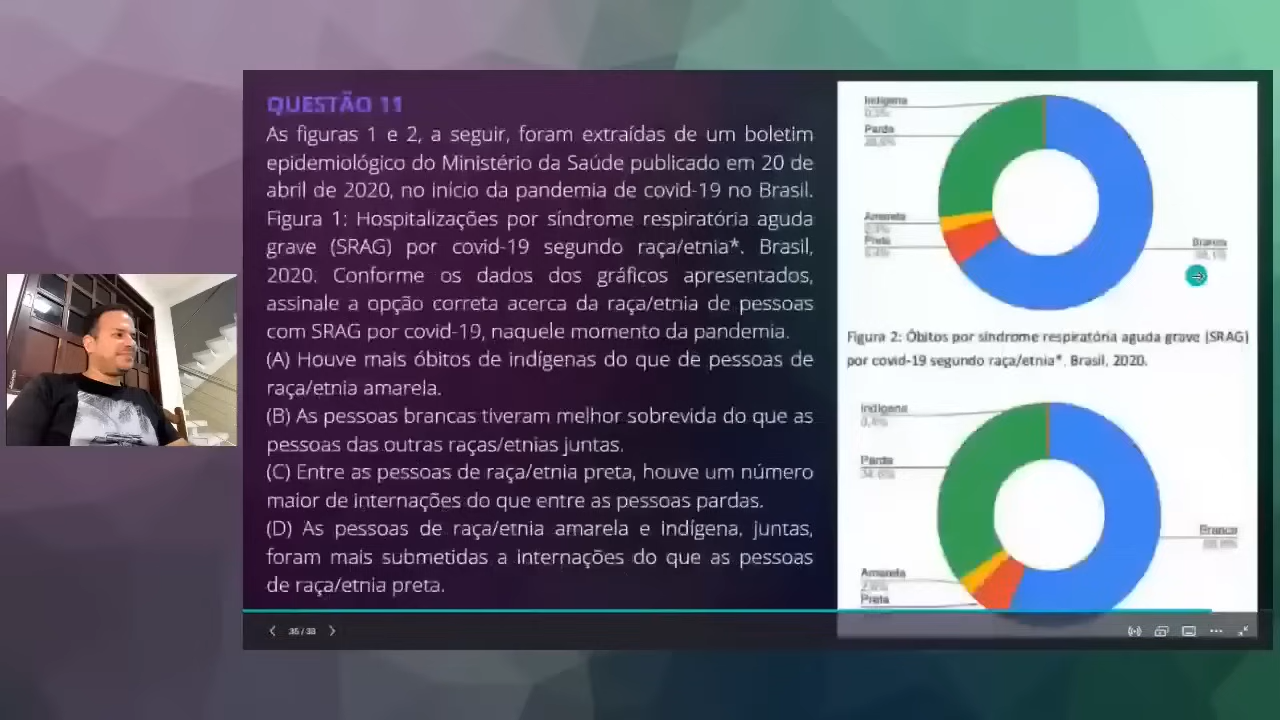 QUESTÃO 11
As figuras 1 e 2, a seguir, foram extraídas de um boletim
epidemiológico do Ministério da Saúde publicado em 20 de
abril de 2020, no início da pandemia de covid-19 no Brasil.
Figura 1: Hospitalizações por síndrome respiratória aguda
grave (SRAG) por covid-19 segundo raça/etnia*. Brasil,
2020. Conforme os dados dos gráficos apresentados,
assinale a opção correta acerca da raça/etnia de pessoas
com SRAG por covid-19, naquele momento da pandemia.
(A) Houve mais óbitos de indígenas do que de pessoas de
raça/etnia amarela.
(B) As pessoas brancas tiveram melhor sobrevida do que as
pessoas das outras raças/etnias juntas.
(C) Entre as pessoas de raça/etnia preta, houve um número
maior de internações do que entre as pessoas pardas.
(D) As pessoas de raça/etnia amarela e indígena, juntas,
foram mais submetidas a internações do que as pessoas
de raça/etnia preta.
Indígena
Parda
Amarela
Preta
Branca
Figura 2: Óbitos por síndrome respiratória aguda grave (SRAG)
por covid-19 segundo raça/etnia*. Brasil, 2020.
Indígena
Parda
Branca
Amarela
Preta